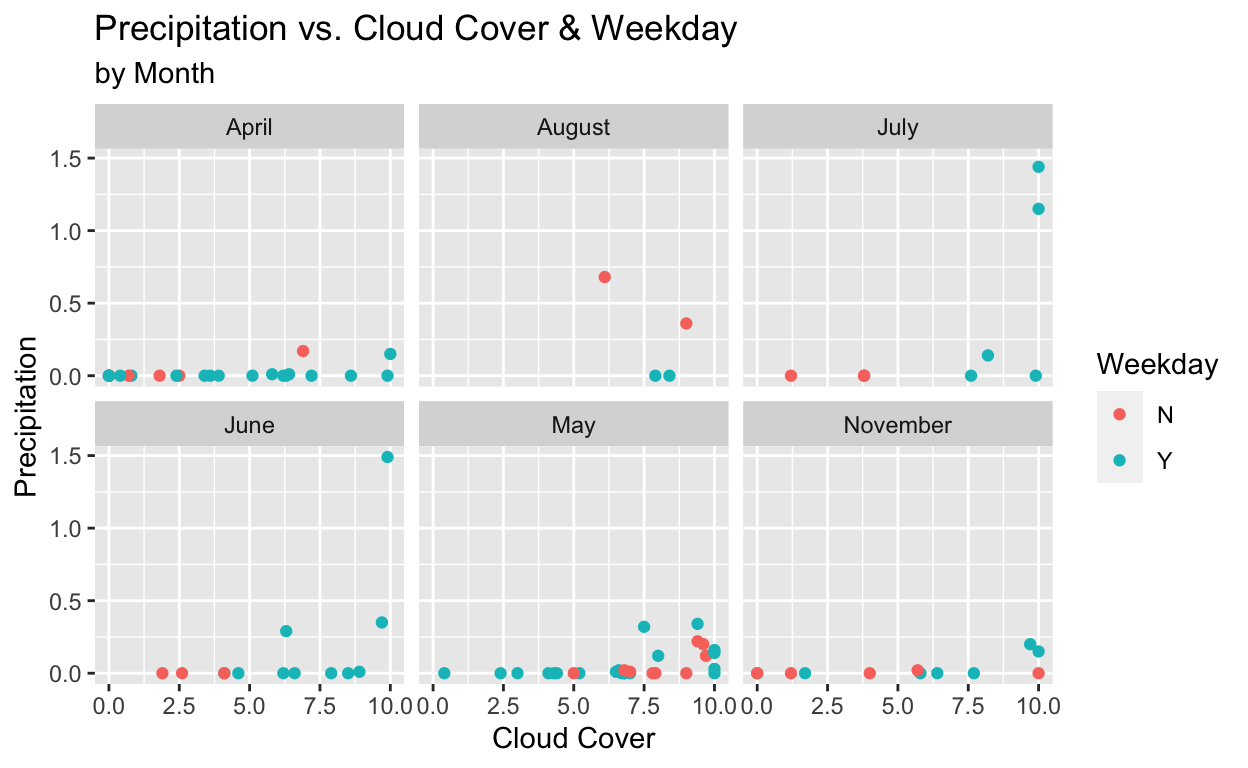 Precipitation vs. Cloud Cover & Weekday
by Month
April August July
1.5
1.0
0.5
0.0
June May November
1.5
1.0
0.5
0.0
0.0 2.5 5.0 7.5 10.0 0.0 2.5 5.0 7.5 10.0 0.0 2.5 5.0 7.5 10.0
Cloud Cover
Precipitation
Weekday
N
Y